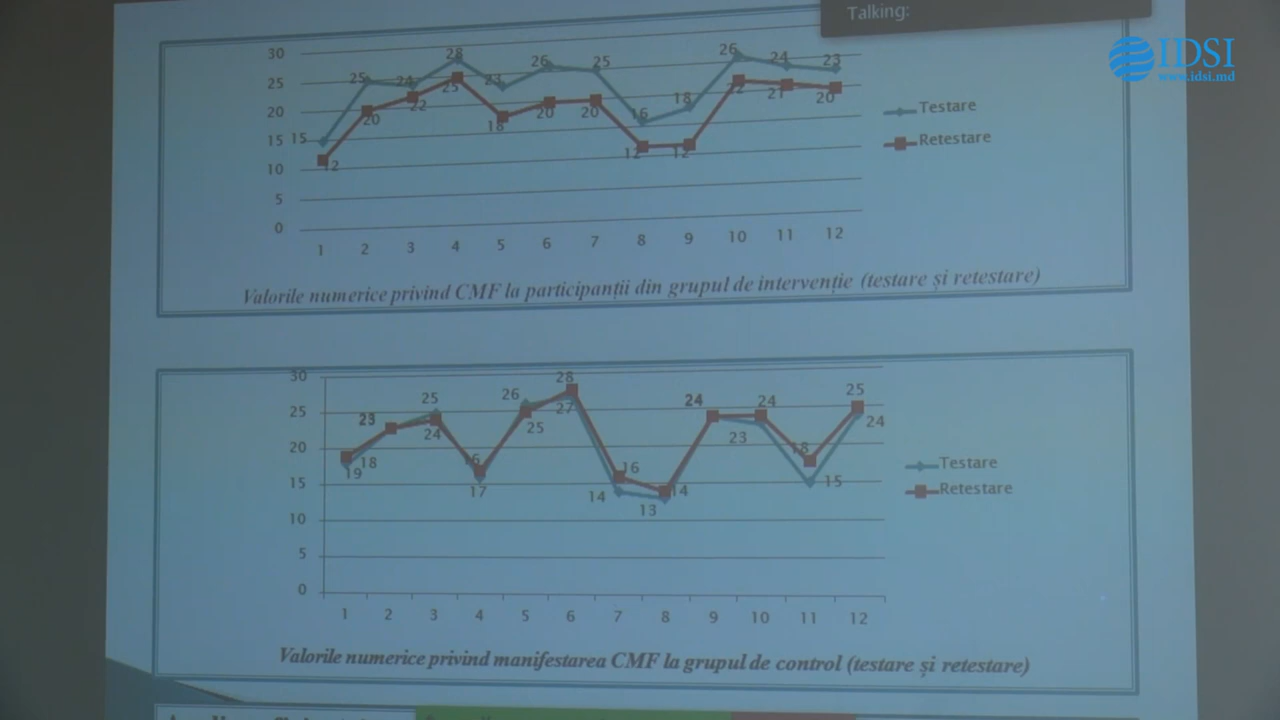 Talking:
IDSI
www.idsi.md
30
25
20
15
10
5
0
15 25 24 28 23 26 25 16 18 26 24 23
12 20 22 25 18 20 20 12 12 22 21 20
1 2 3 4 5 6 7 8 9 10 11 12
Testare
Retestare
Valorile numerice privind CMF la participanții din grupul de intervenție (testare și retestare)
30
25
20
15
10
5
0
18 23 25 16 26 27 14 13 24 23 15 24
19 24 17 25 28 16 14 24 18 25
1 2 3 4 5 6 7 8 9 10 11 12
Testare
Retestare
Valorile numerice privind manifestarea CMF la grupul de control (testare și retestare)